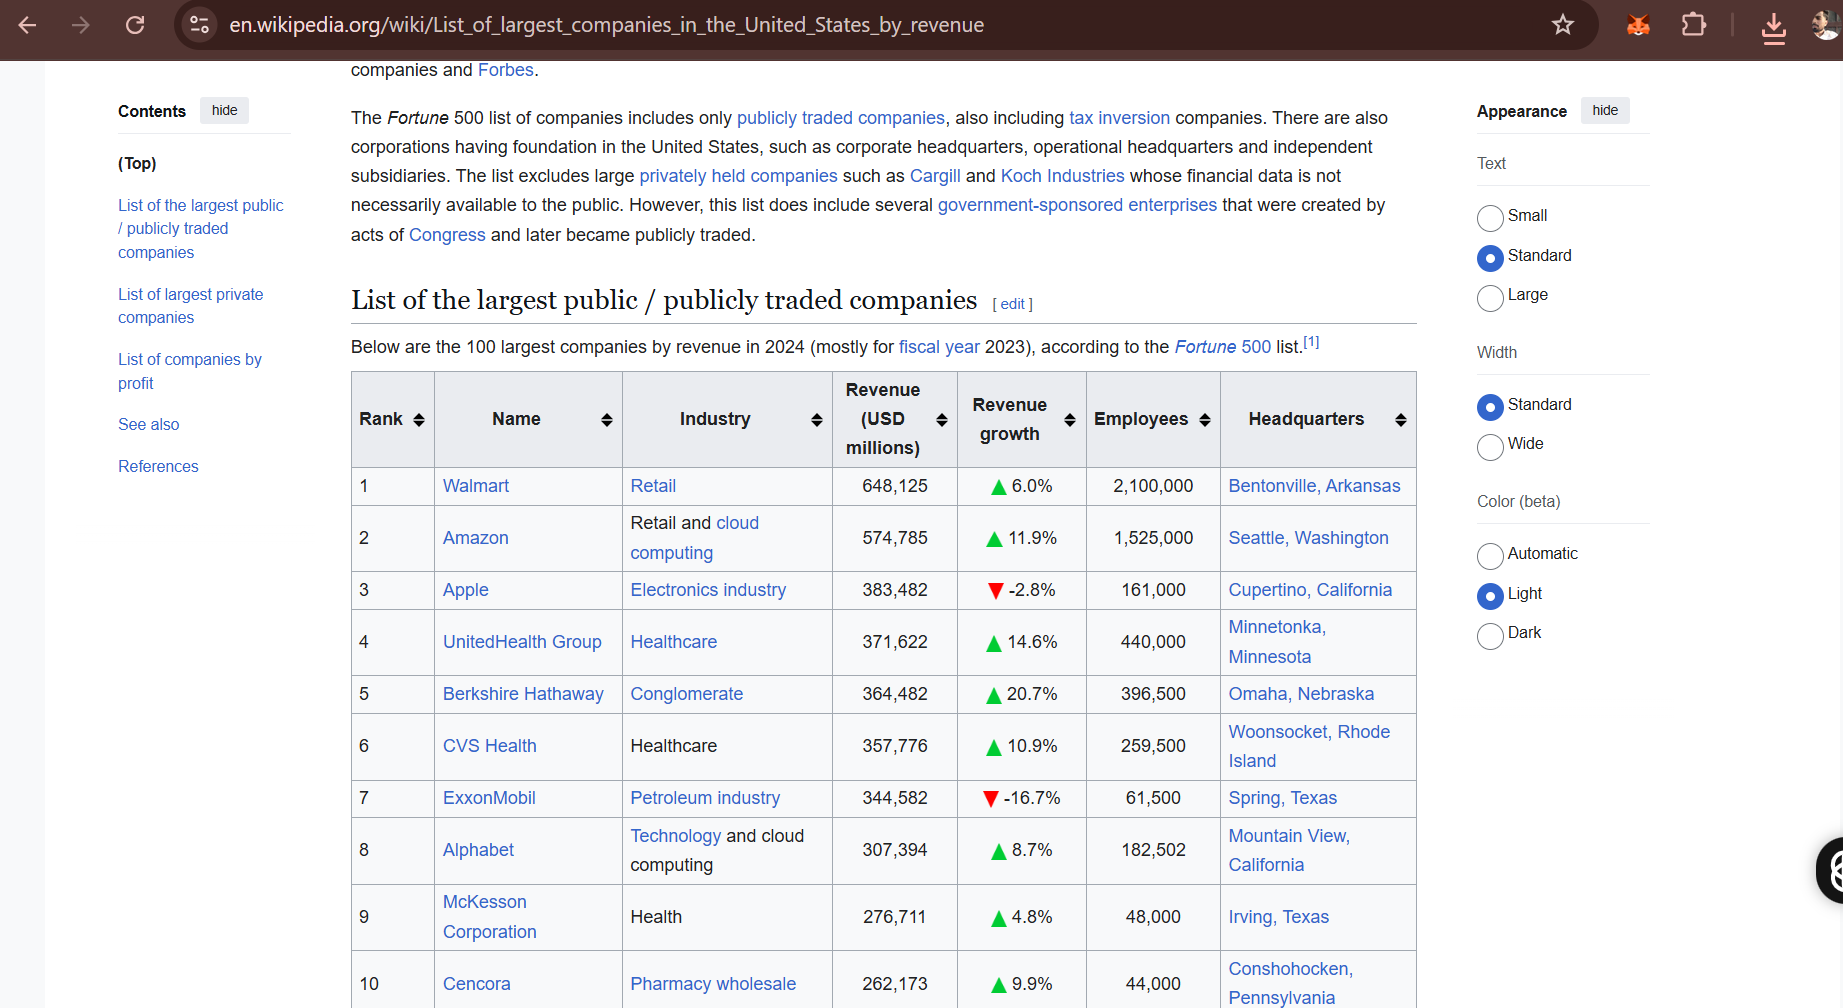 en.wikipedia.org/wiki/List_of_largest_companies_in_the_United_States_by_revenue
Contents hide
(Top)
List of the largest public
/ publicly traded
companies
List of largest private
companies
List of companies by
profit
See also
References
companies and Forbes.
The Fortune 500 list of companies includes only publicly traded companies, also including tax inversion companies. There are also
corporations having foundation in the United States, such as corporate headquarters, operational headquarters and independent
subsidiaries. The list excludes large privately held companies such as Cargill and Koch Industries whose financial data is not
necessarily available to the public. However, this list does include several government-sponsored enterprises that were created by
acts of Congress and later became publicly traded.
List of the largest public / publicly traded companies [ edit ]
Below are the 100 largest companies by revenue in 2024 (mostly for fiscal year 2023), according to the Fortune 500 list.[1]
Rank Name Industry Revenue (USD millions) Revenue growth Employees Headquarters
1 Walmart Retail 648,125 ▲ 6.0% 2,100,000 Bentonville, Arkansas
2 Amazon Retail and cloud computing 574,785 ▲ 11.9% 1,525,000 Seattle, Washington
3 Apple Electronics industry 383,482 ▼ -2.8% 161,000 Cupertino, California
4 UnitedHealth Group Healthcare 371,622 ▲ 14.6% 440,000 Minnetonka, Minnesota
5 Berkshire Hathaway Conglomerate 364,482 ▲ 20.7% 396,500 Omaha, Nebraska
6 CVS Health Healthcare 357,776 ▲ 10.9% 259,500 Woonsocket, Rhode Island
7 ExxonMobil Petroleum industry 344,582 ▼ -16.7% 61,500 Spring, Texas
8 Alphabet Technology and cloud computing 307,394 ▲ 8.7% 182,502 Mountain View, California
9 McKesson Corporation Health 276,711 ▲ 4.8% 48,000 Irving, Texas
10 Cencora Pharmacy wholesale 262,173 ▲ 9.9% 44,000 Conshohocken, Pennsylvania
Appearance hide
Text
Small
Standard
Large
Width
Standard
Wide
Color (beta)
Automatic
Light
Dark